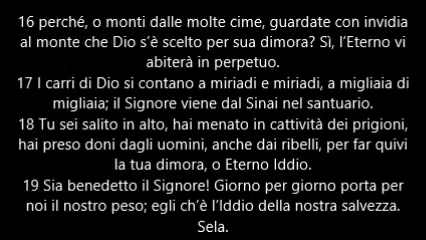 16 perché, o monti dalle molte cime, guardate con invidia
al monte che Dio s’è scelto per sua dimora? Sì, l’Eterno vi
abiterà in perpetuo.
17 I carri di Dio si contano a miriadi e miriadi, a migliaia di
migliaia; il Signore viene dal Sinai nel santuario.
18 Tu sei salito in alto, hai menato in cattività dei prigioni,
hai preso doni dagli uomini, anche dai ribelli, per far quivi
la tua dimora, o Eterno Iddio.
19 Sia benedetto il Signore! Giorno per giorno porta per
noi il nostro peso; egli ch’è l’Iddio della nostra salvezza.
Sela.